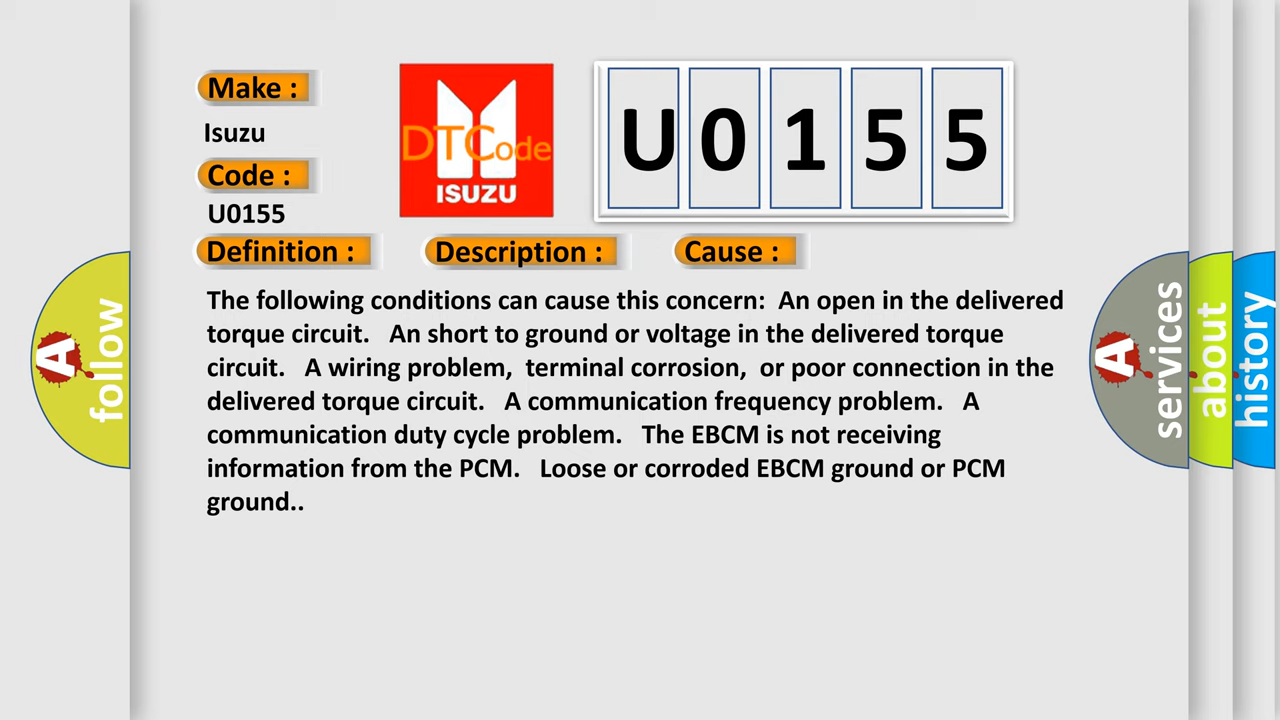 Make :
Isuzu
Code :
U0155
DTCode
ISUZU
U0155
Definition :
Description :
Cause :
The following conditions can cause this concern: An open in the delivered
torque circuit. An short to ground or voltage in the delivered torque
circuit. A wiring problem, terminal corrosion, or poor connection in the
delivered torque circuit. A communication frequency problem. A
communication duty cycle problem. The EBCM is not receiving
information from the PCM. Loose or corroded EBCM ground or PCM
ground..
A
follow
A
services
about
history